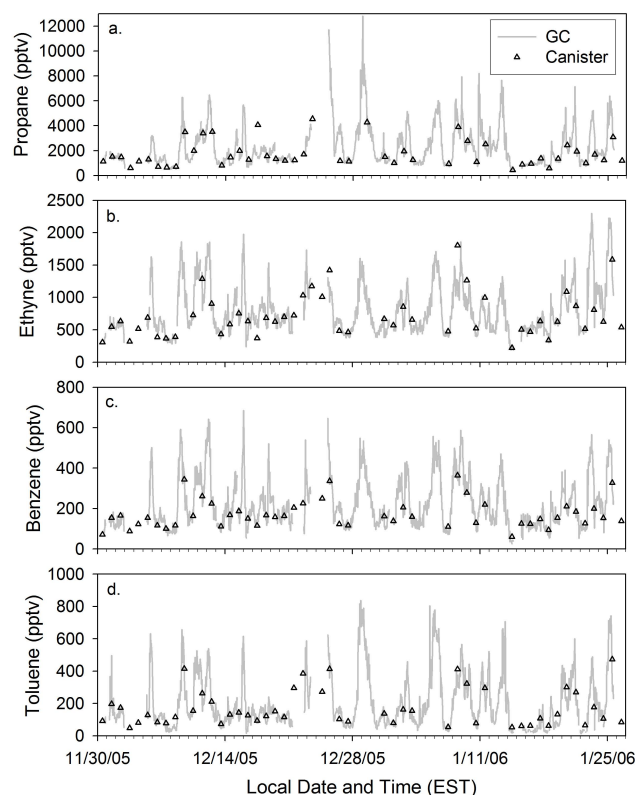 a.
GC
Canister
Propane (pptv)
12000
10000
8000
6000
4000
2000
0
b.
Ethyne (pptv)
2500
2000
1500
1000
500
0
c.
Benzene (pptv)
800
600
400
200
0
d.
Toluene (pptv)
1000
800
600
400
200
0
11/30/05 12/14/05 12/28/05 1/11/06 1/25/06
Local Date and Time (EST)